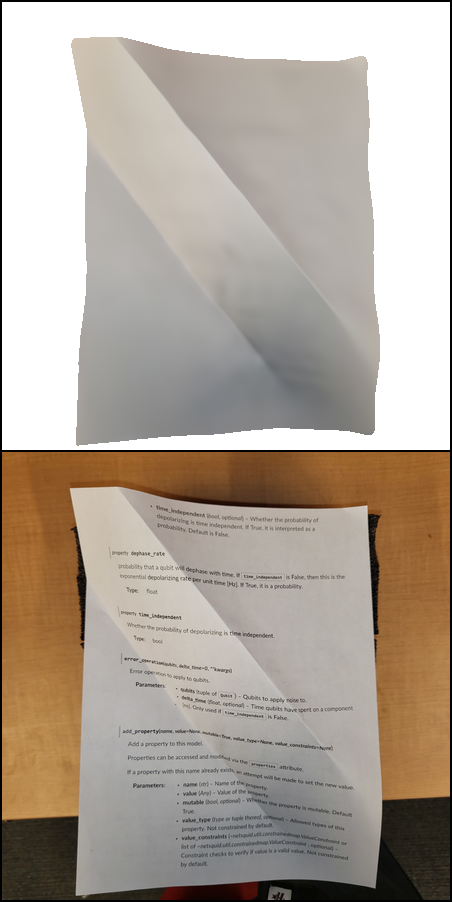 • time_independent (bool, optional) – Whether the probability of
depolarizing is time independent. If True, it is interpreted as a
probability. Default is False.
property dephase_rate
probability that a qubit will dephase with time. If time_independent is False, then this is the
exponential depolarizing rate per unit time [Hz]. If True, it is a probability.
Type: float
property time_independent
Whether the probability of depolarizing is time independent.
Type: bool
error_operation(qubits, delta_time=0, **kwargs)
Error operation to apply to qubits.
Parameters: • qubits (tuple of Qubit) – Qubits to apply noise to.
• delta_time (float, optional) – Time qubits have spent on a component
[ns]. Only used if time_independent is False.
add_property(name, value=None, mutable=True, value_type=None, value_constraints=None)
Add a property to this model.
Properties can be accessed and modified via the properties attribute.
If a property with this name already exists, an attempt will be made to set the new value
Parameters: • name (str) – Name of the property.
• value (Any) – Value of the property.
• mutable (bool, optional) – Whether the property is mutable. Default
True.
• value_type (type or tuple thereof, optional) – Allowed types of this
property. Not constrained by default.
• value_constraints (~netsquid.util.constrainedmap.ValueConstraint or
list of ~netsquid.util.constrainedmap.ValueConstraint, optional) –
Constraint checks to verify if value is a valid value. Not constrained
by default.